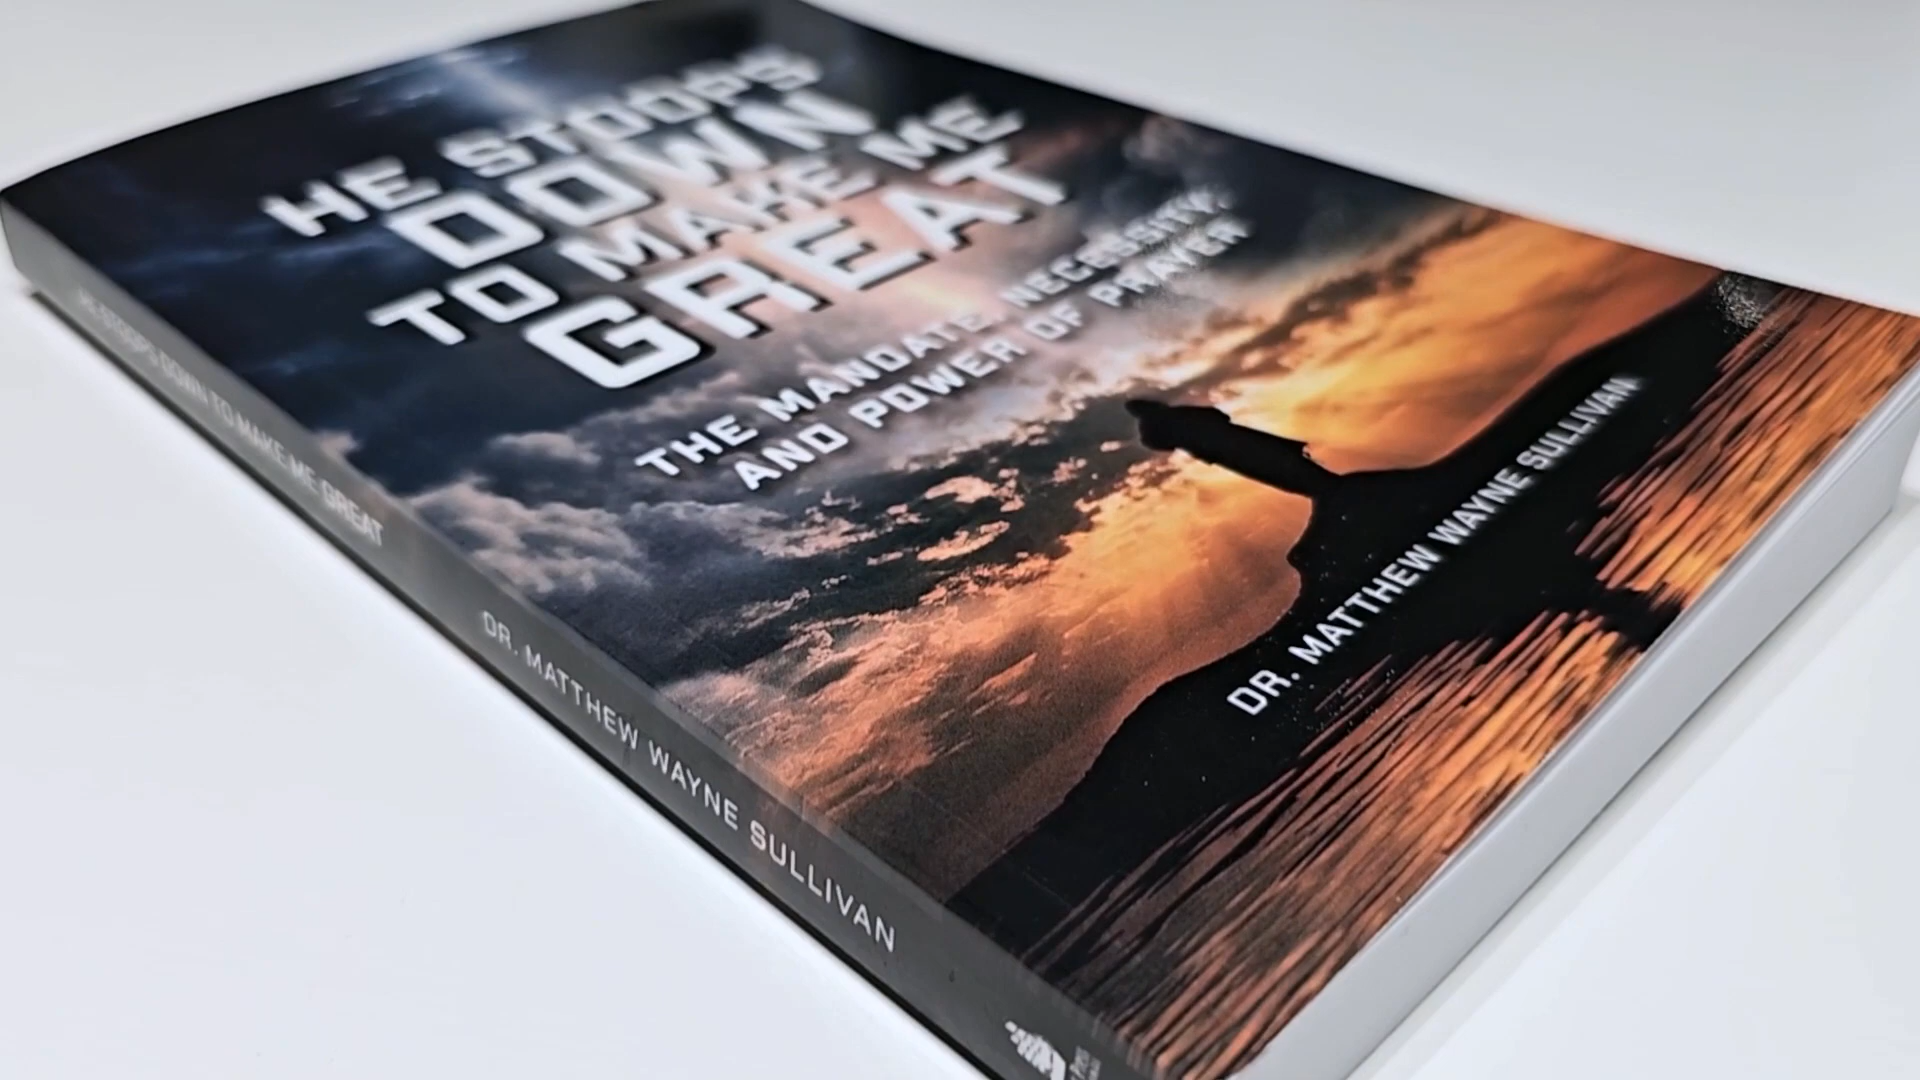 HE STOOPS
DOWN
TO MAKE ME
GREAT
THE MANDATE, NECESSITY,
AND POWER OF PRAYER
DR. MATTHEW WAYNE SULLIVAN
HE STOOPS DOWN TO MAKE ME GREAT
DR. MATTHEW WAYNE SULLIVAN